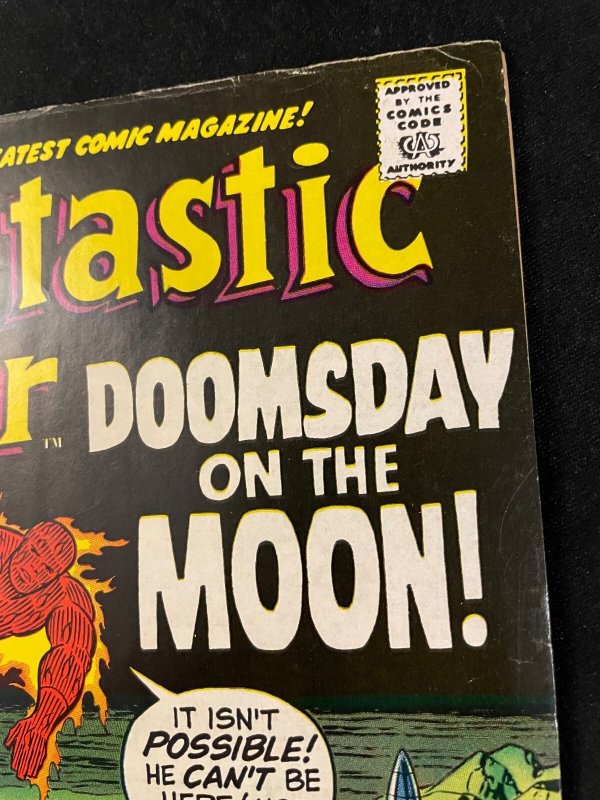 APPROVED
BY THE
COMICS
CODE
CA
AUTHORITY
ATEST COMIC MAGAZINE!
tastic
r
TM
DOOMSDAY
ON THE
MOON!
IT ISN'T
POSSIBLE!
HE CAN'T BE